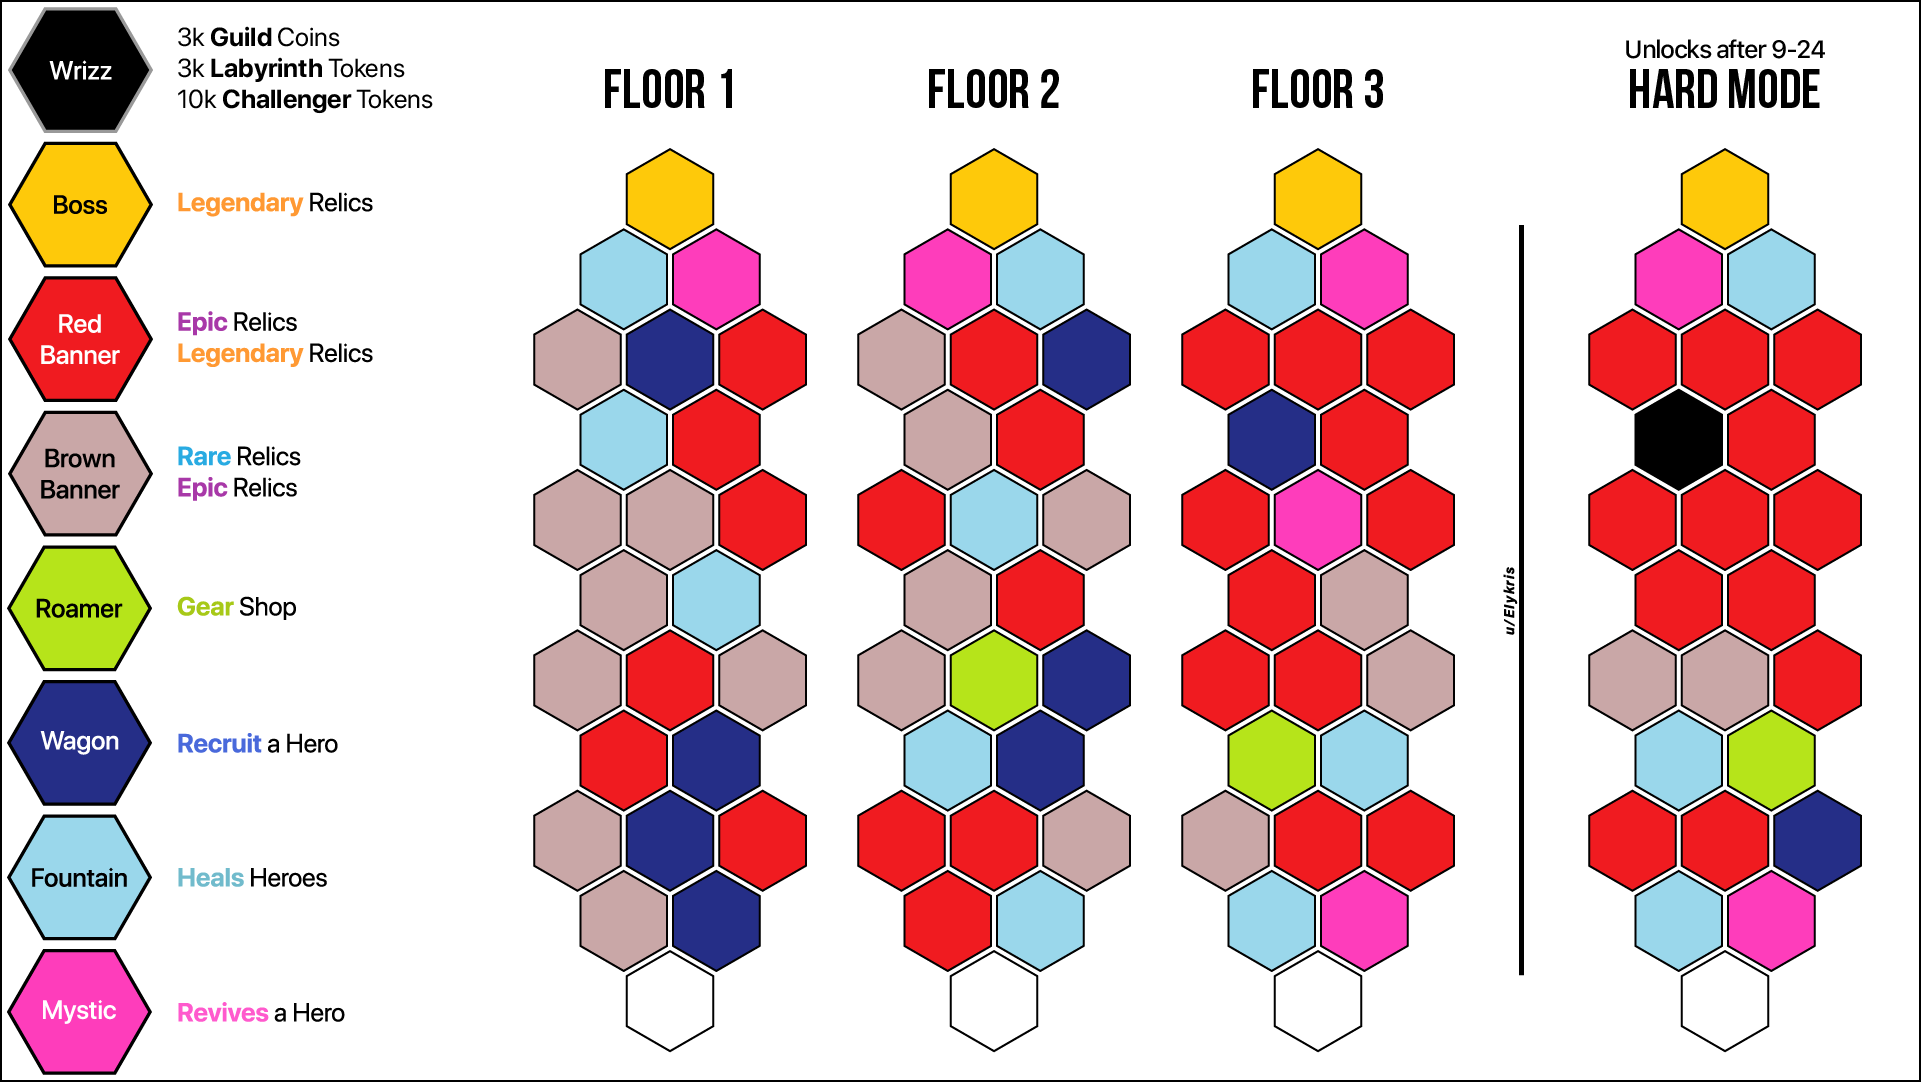 Wrizz
3k Guild Coins
3k Labyrinth Tokens
10k Challenger Tokens
FLOOR 1
FLOOR 2
FLOOR 3
Unlocks after 9-24
HARD MODE
Boss
Legendary Relics
Red
Banner
Epic Relics
Legendary Relics
Brown
Banner
Rare Relics
Epic Relics
Roamer
Gear Shop
Wagon
Recruit a Hero
Fountain
Heals Heroes
Mystic
Revives a Hero
u/Elykris